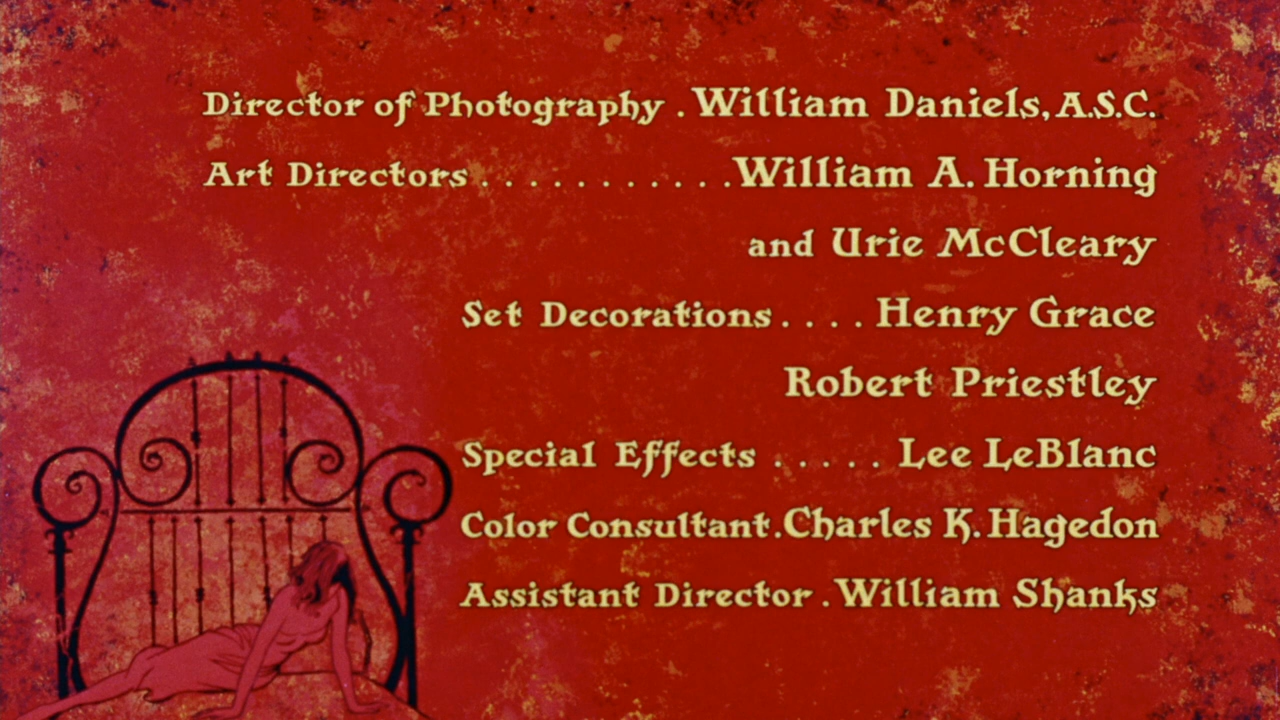 Director of Photography . William Daniels, A.S.C.
Art Directors . . . . . . . . . . . William A. Horning
and Urie McCleary
Set Decorations . . . . Henry Grace
Robert Priestley
Special Effects . . . . . Lee LeBlanc
Color Consultant . Charles K. Hagedon
Assistant Director . William Shanks